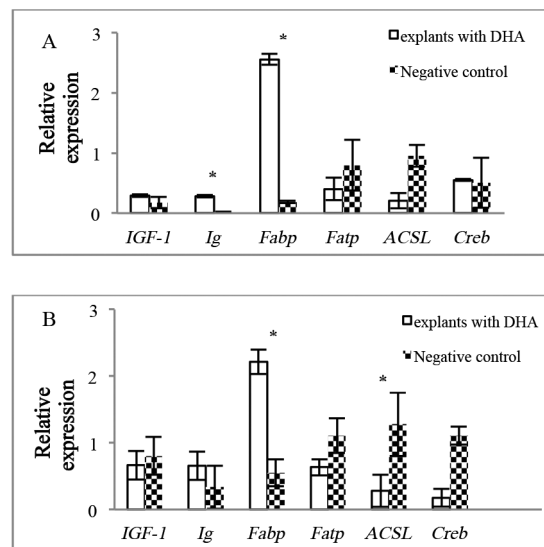 A
3
explants with DHA
*
2
Negative control
Relative
expression
1
*
0
IGF-1 Ig Fabp Fatp ACSL Creb
B
3
explants with DHA
*
Negative control
2
*
Relative
expression
1
0
IGF-1 Ig Fabp Fatp ACSL Creb